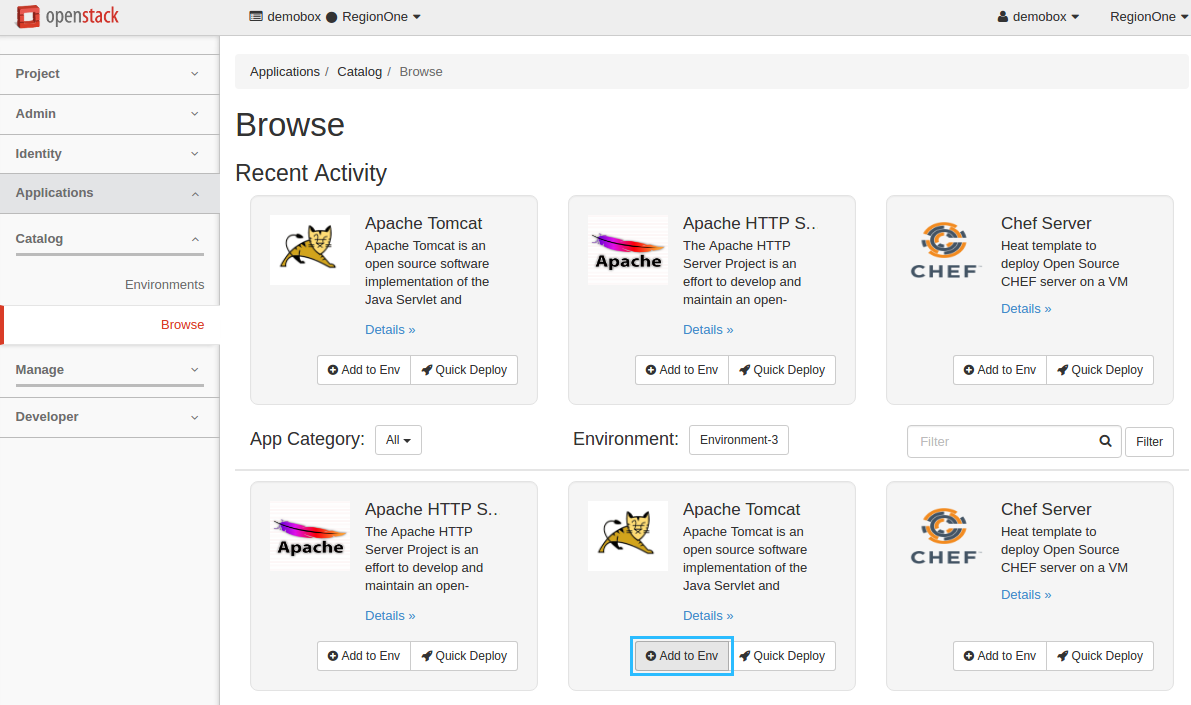 openstack
demobox ● RegionOne
demobox
RegionOne
Project
Admin
Identity
Applications
Catalog
Environments
Browse
Manage
Developer
Applications / Catalog / Browse
Browse
Recent Activity
Apache
Apache Tomcat
Apache Tomcat is an
open source software
implementation of the
Java Servlet and
Details »
Add to Env
Quick Deploy
Apache HTTP S..
The Apache HTTP
Server Project is an
effort to develop and
maintain an open-
Details »
Add to Env
Quick Deploy
CHEF
Chef Server
Heat template to
deploy Open Source
CHEF server on a VM
Details »
Add to Env
Quick Deploy
App Category:
All
Environment:
Environment-3
Filter
Filter
Apache
Apache HTTP S..
The Apache HTTP
Server Project is an
effort to develop and
maintain an open-
Details »
Add to Env
Quick Deploy
Apache Tomcat
Apache Tomcat is an
open source software
implementation of the
Java Servlet and
Details »
Add to Env
Quick Deploy
CHEF
Chef Server
Heat template to
deploy Open Source
CHEF server on a VM
Details »
Add to Env
Quick Deploy